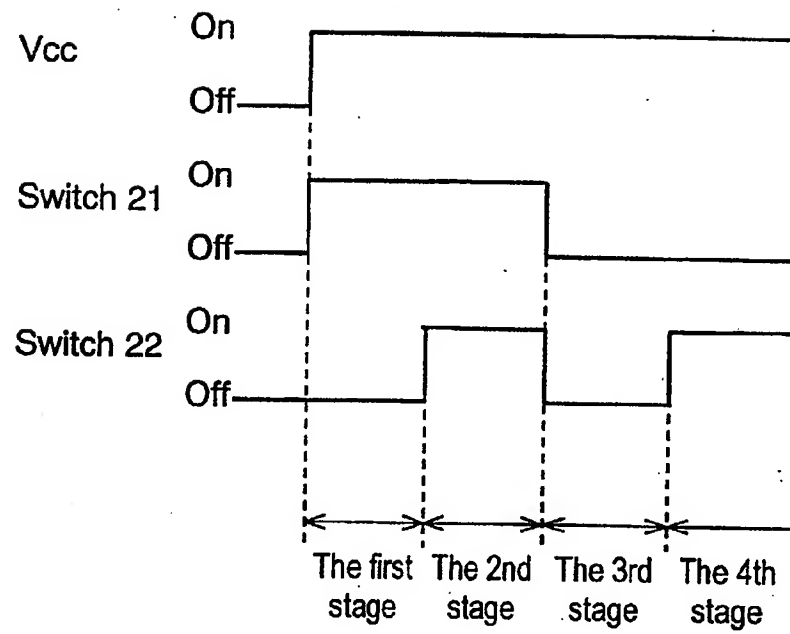 On
Vcc
Off
On
Switch 21
Off
On
Switch 22
Off
The first stage
The 2nd stage
The 3rd stage
The 4th stage